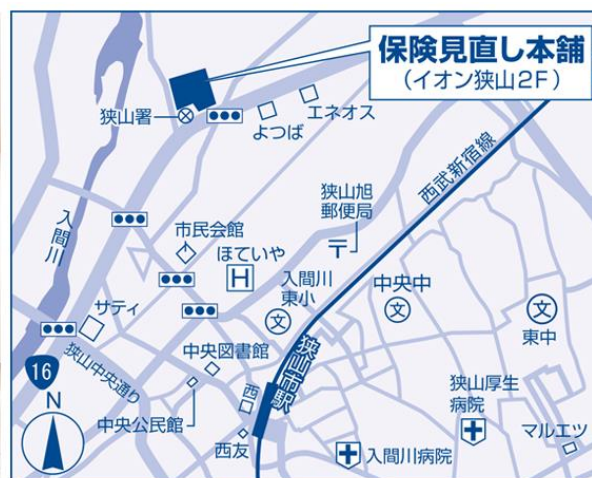 保険見直し本舗
(イオン狭山2F)
狭山署
よつば
エネオス
西武新宿線
狭山旭
郵便局
入間川
市民会館
ほていや
H
入間川
東小
文
中央中
文
文
東中
サティ
16
狭山中央通り
中央図書館
狭山市駅
西口
N
中央公民館
西友
狭山厚生
病院
入間川病院
マルエツ